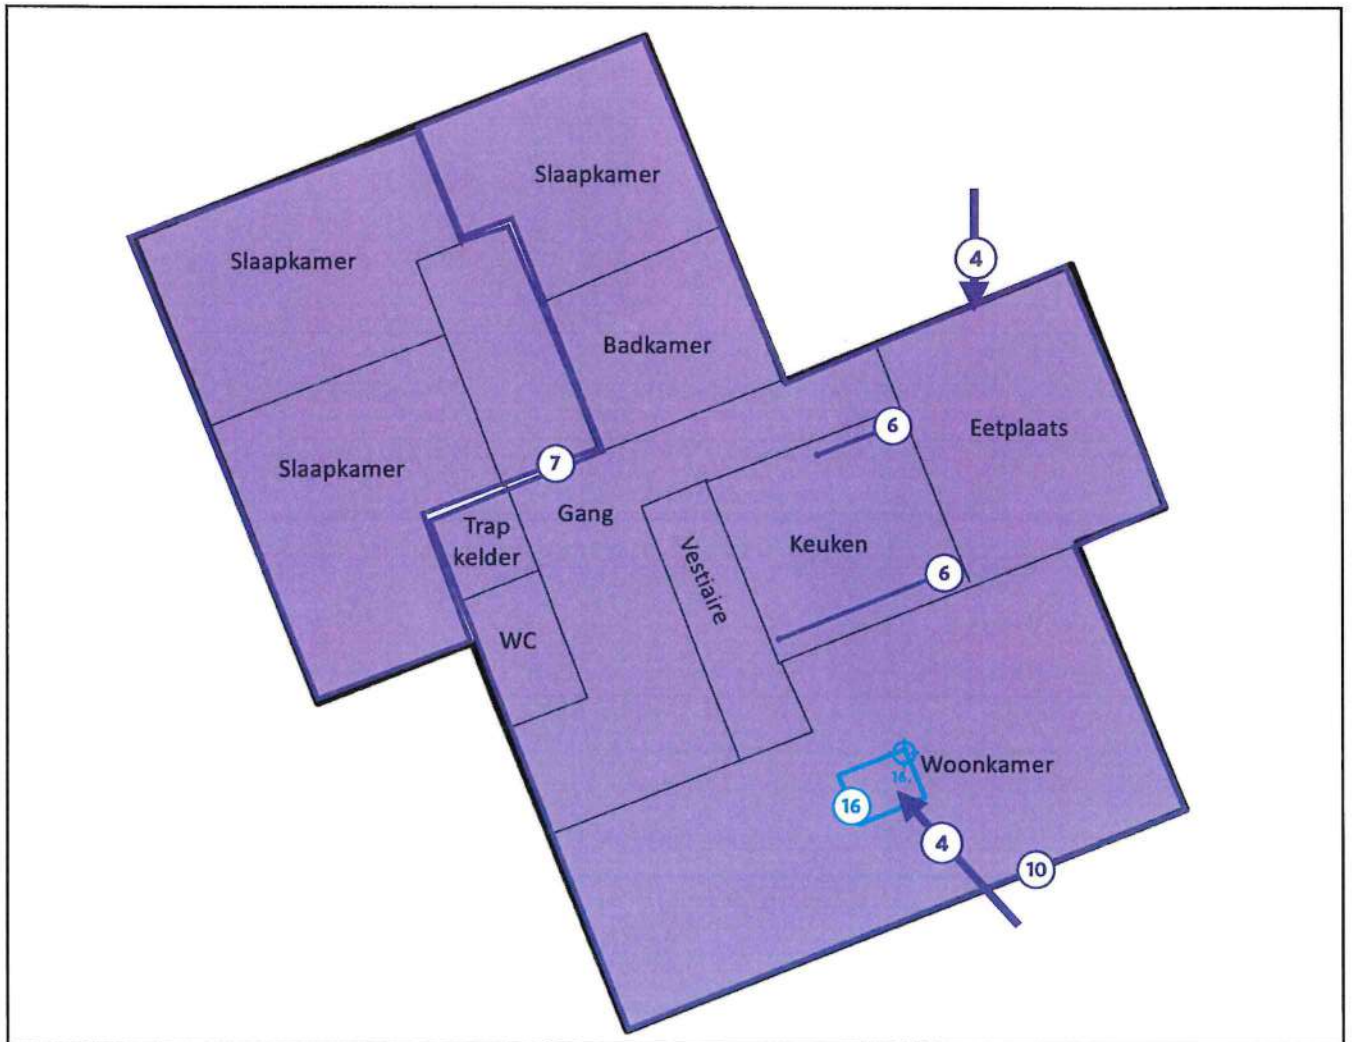 Slaapkamer
Slaapkamer
4
Badkamer
6
Eetplaats
7
Slaapkamer
Gang
Trap
kelder
Vestiaire
Keuken
6
WC
Woonkamer
16
16
4
10